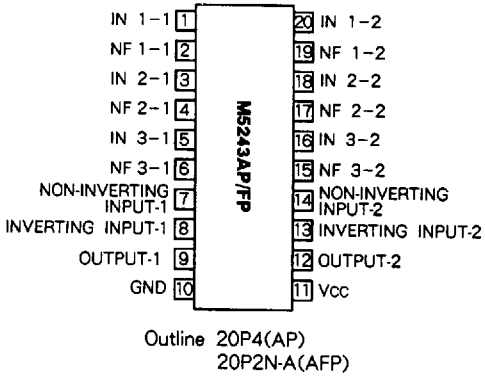 IN 1-1 1
NF 1-1 2
IN 2-1 3
NF 2-1 4
IN 3-1 5
NF 3-1 6
NON-INVERTING
INPUT-1 7
INVERTING INPUT-1 8
OUTPUT-1 9
GND 10
M5243AP/FP
20 IN 1-2
19 NF 1-2
18 IN 2-2
17 NF 2-2
16 IN 3-2
15 NF 3-2
14 NON-INVERTING
INPUT-2
13 INVERTING INPUT-2
12 OUTPUT-2
11 Vcc
Outline 20P4(AP)
20P2N-A(AFP)